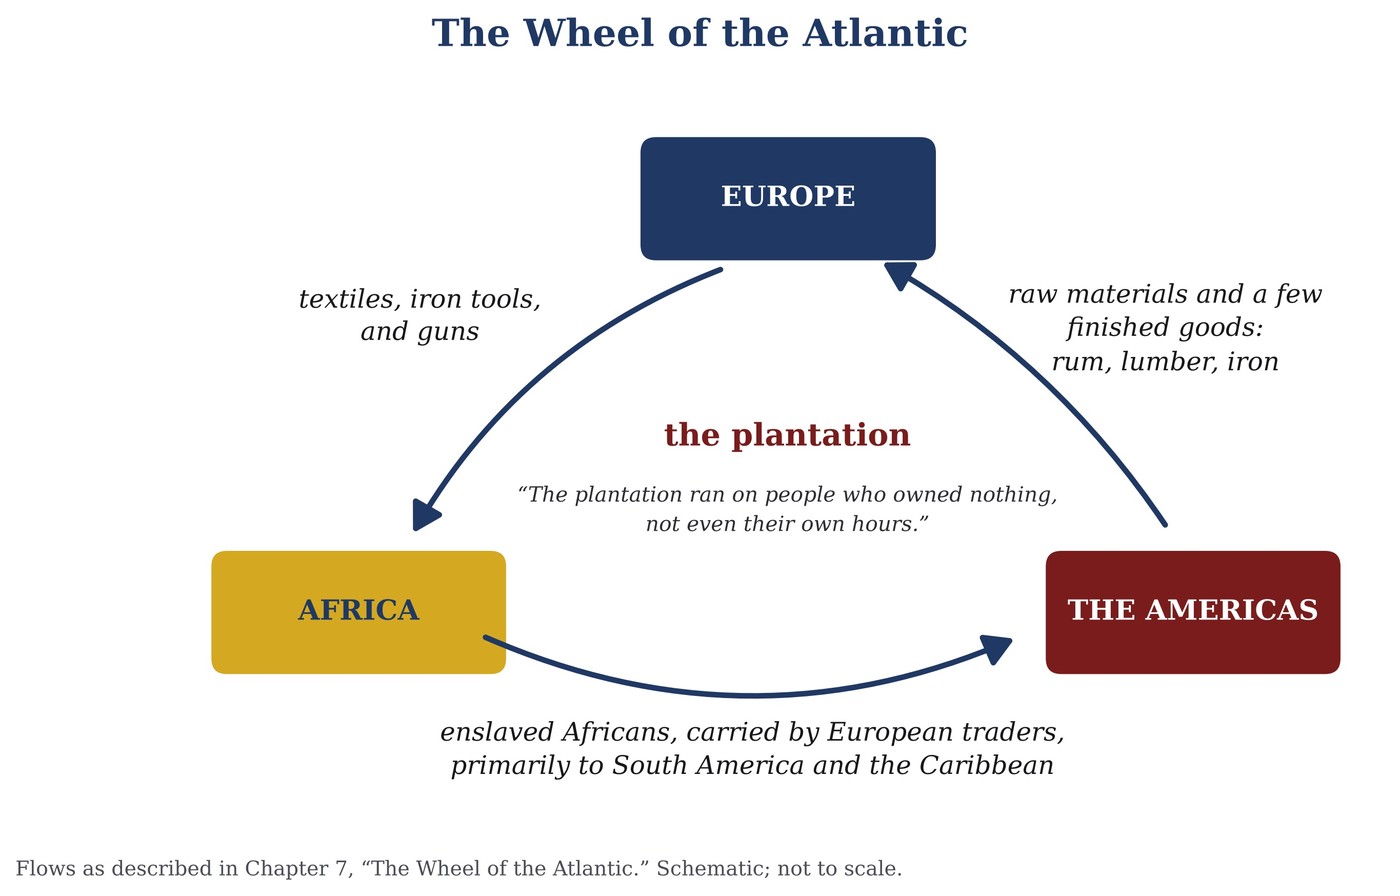 The Wheel of the Atlantic
EUROPE
textiles, iron tools,
and guns
raw materials and a few
finished goods:
rum, lumber, iron
the plantation
“The plantation ran on people who owned nothing,
not even their own hours.”
AFRICA
THE AMERICAS
enslaved Africans, carried by European traders,
primarily to South America and the Caribbean
Flows as described in Chapter 7, “The Wheel of the Atlantic.” Schematic; not to scale.